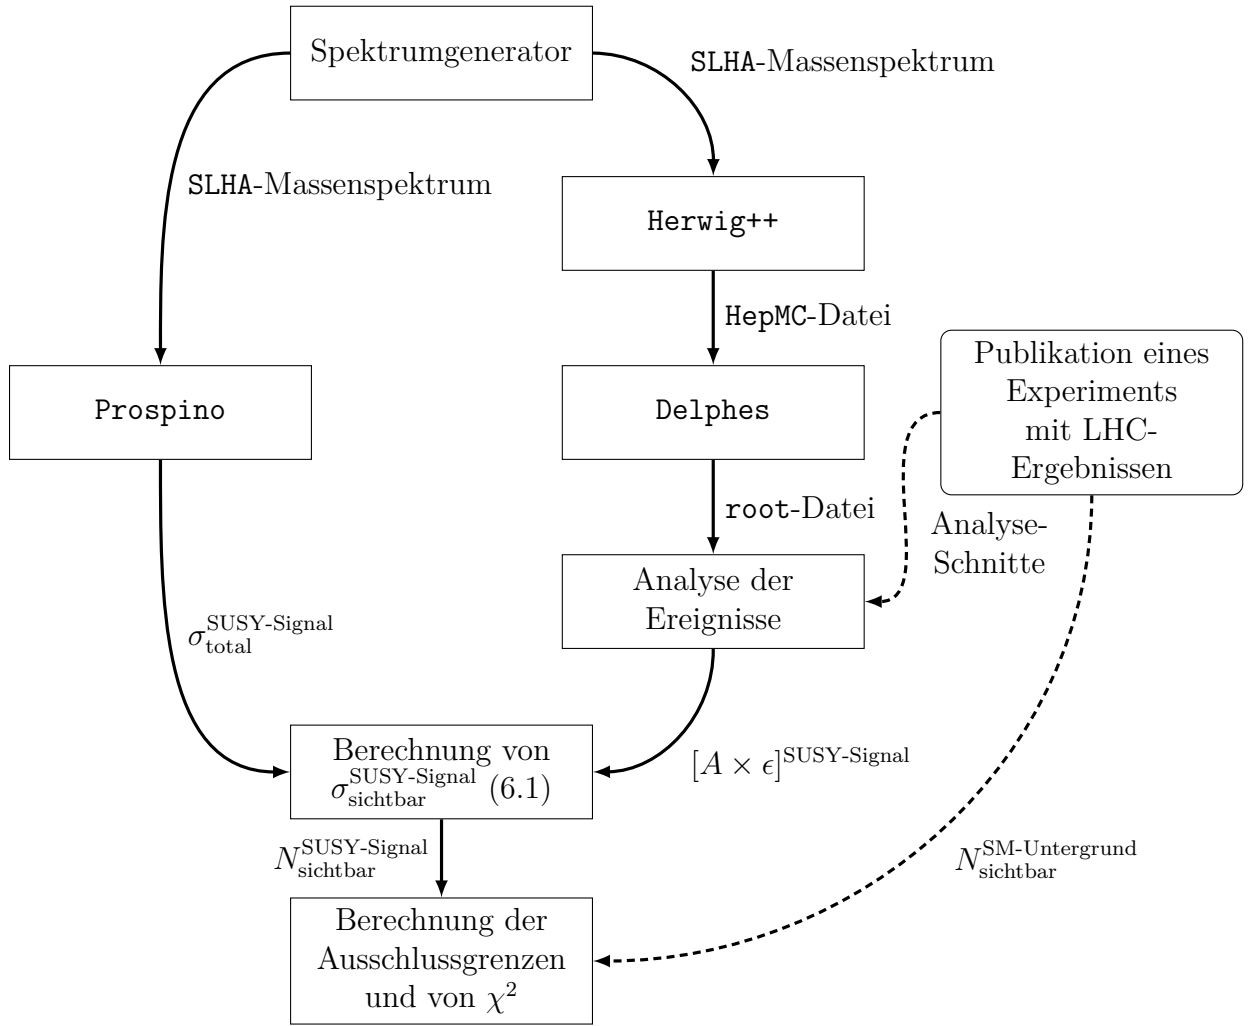 Spektrumgenerator
SLHA-Massenspektrum
SLHA-Massenspektrum
Herwig++
HepMC-Datei
Prospino
Delphes
Publikation eines
Experiments
mit LHC-
Ergebnissen
root-Datei
Analyse-
Schnitte
Analyse der
Ereignisse
σ_total^SUSY-Signal
Berechnung von
σ_sichtbar^SUSY-Signal (6.1)
[A × ϵ]^SUSY-Signal
N_sichtbar^SUSY-Signal
N_sichtbar^SM-Untergrund
Berechnung der
Ausschlussgrenzen
und von χ²